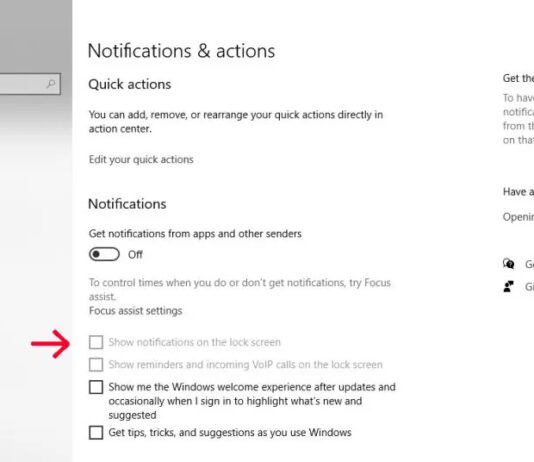 Notifications & actions
Quick actions
You can add, remove, or rearrange your quick actions directly in
action center.
Edit your quick actions
Notifications
Get notifications from apps and other senders
Off
To control times when you do or don't get notifications, try Focus
assist.
Focus assist settings
Show notifications on the lock screen
Show reminders and incoming VoIP calls on the lock screen
Show me the Windows welcome experience after updates and
occasionally when I sign in to highlight what's new and
suggested
Get tips, tricks, and suggestions as you use Windows
Get the
To have
notifica
from th
on that
Have a
Openin